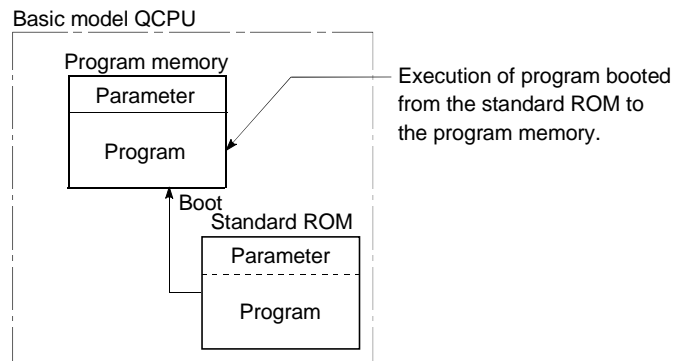 Basic model QCPU
Program memory
Parameter
Program
Execution of program booted
from the standard ROM to
the program memory.
Boot
Standard ROM
Parameter
Program